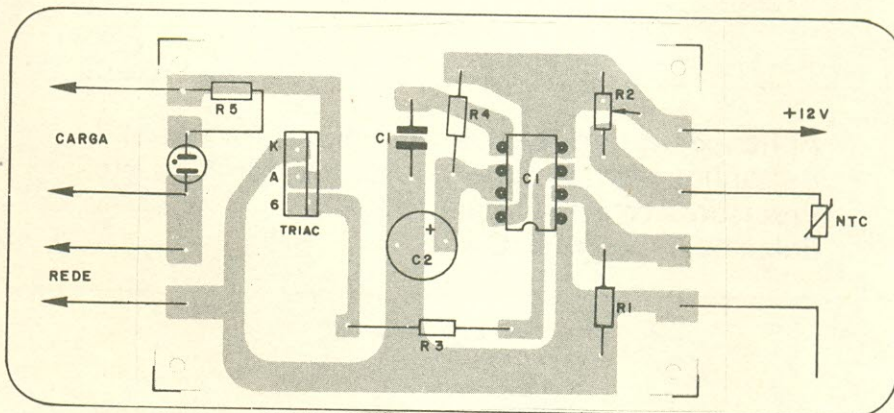 R5
R4
R2
+12V
CARGA
K
C1
A
CI
6
TRIAC
+
C2
NTC
REDE
R1
R3